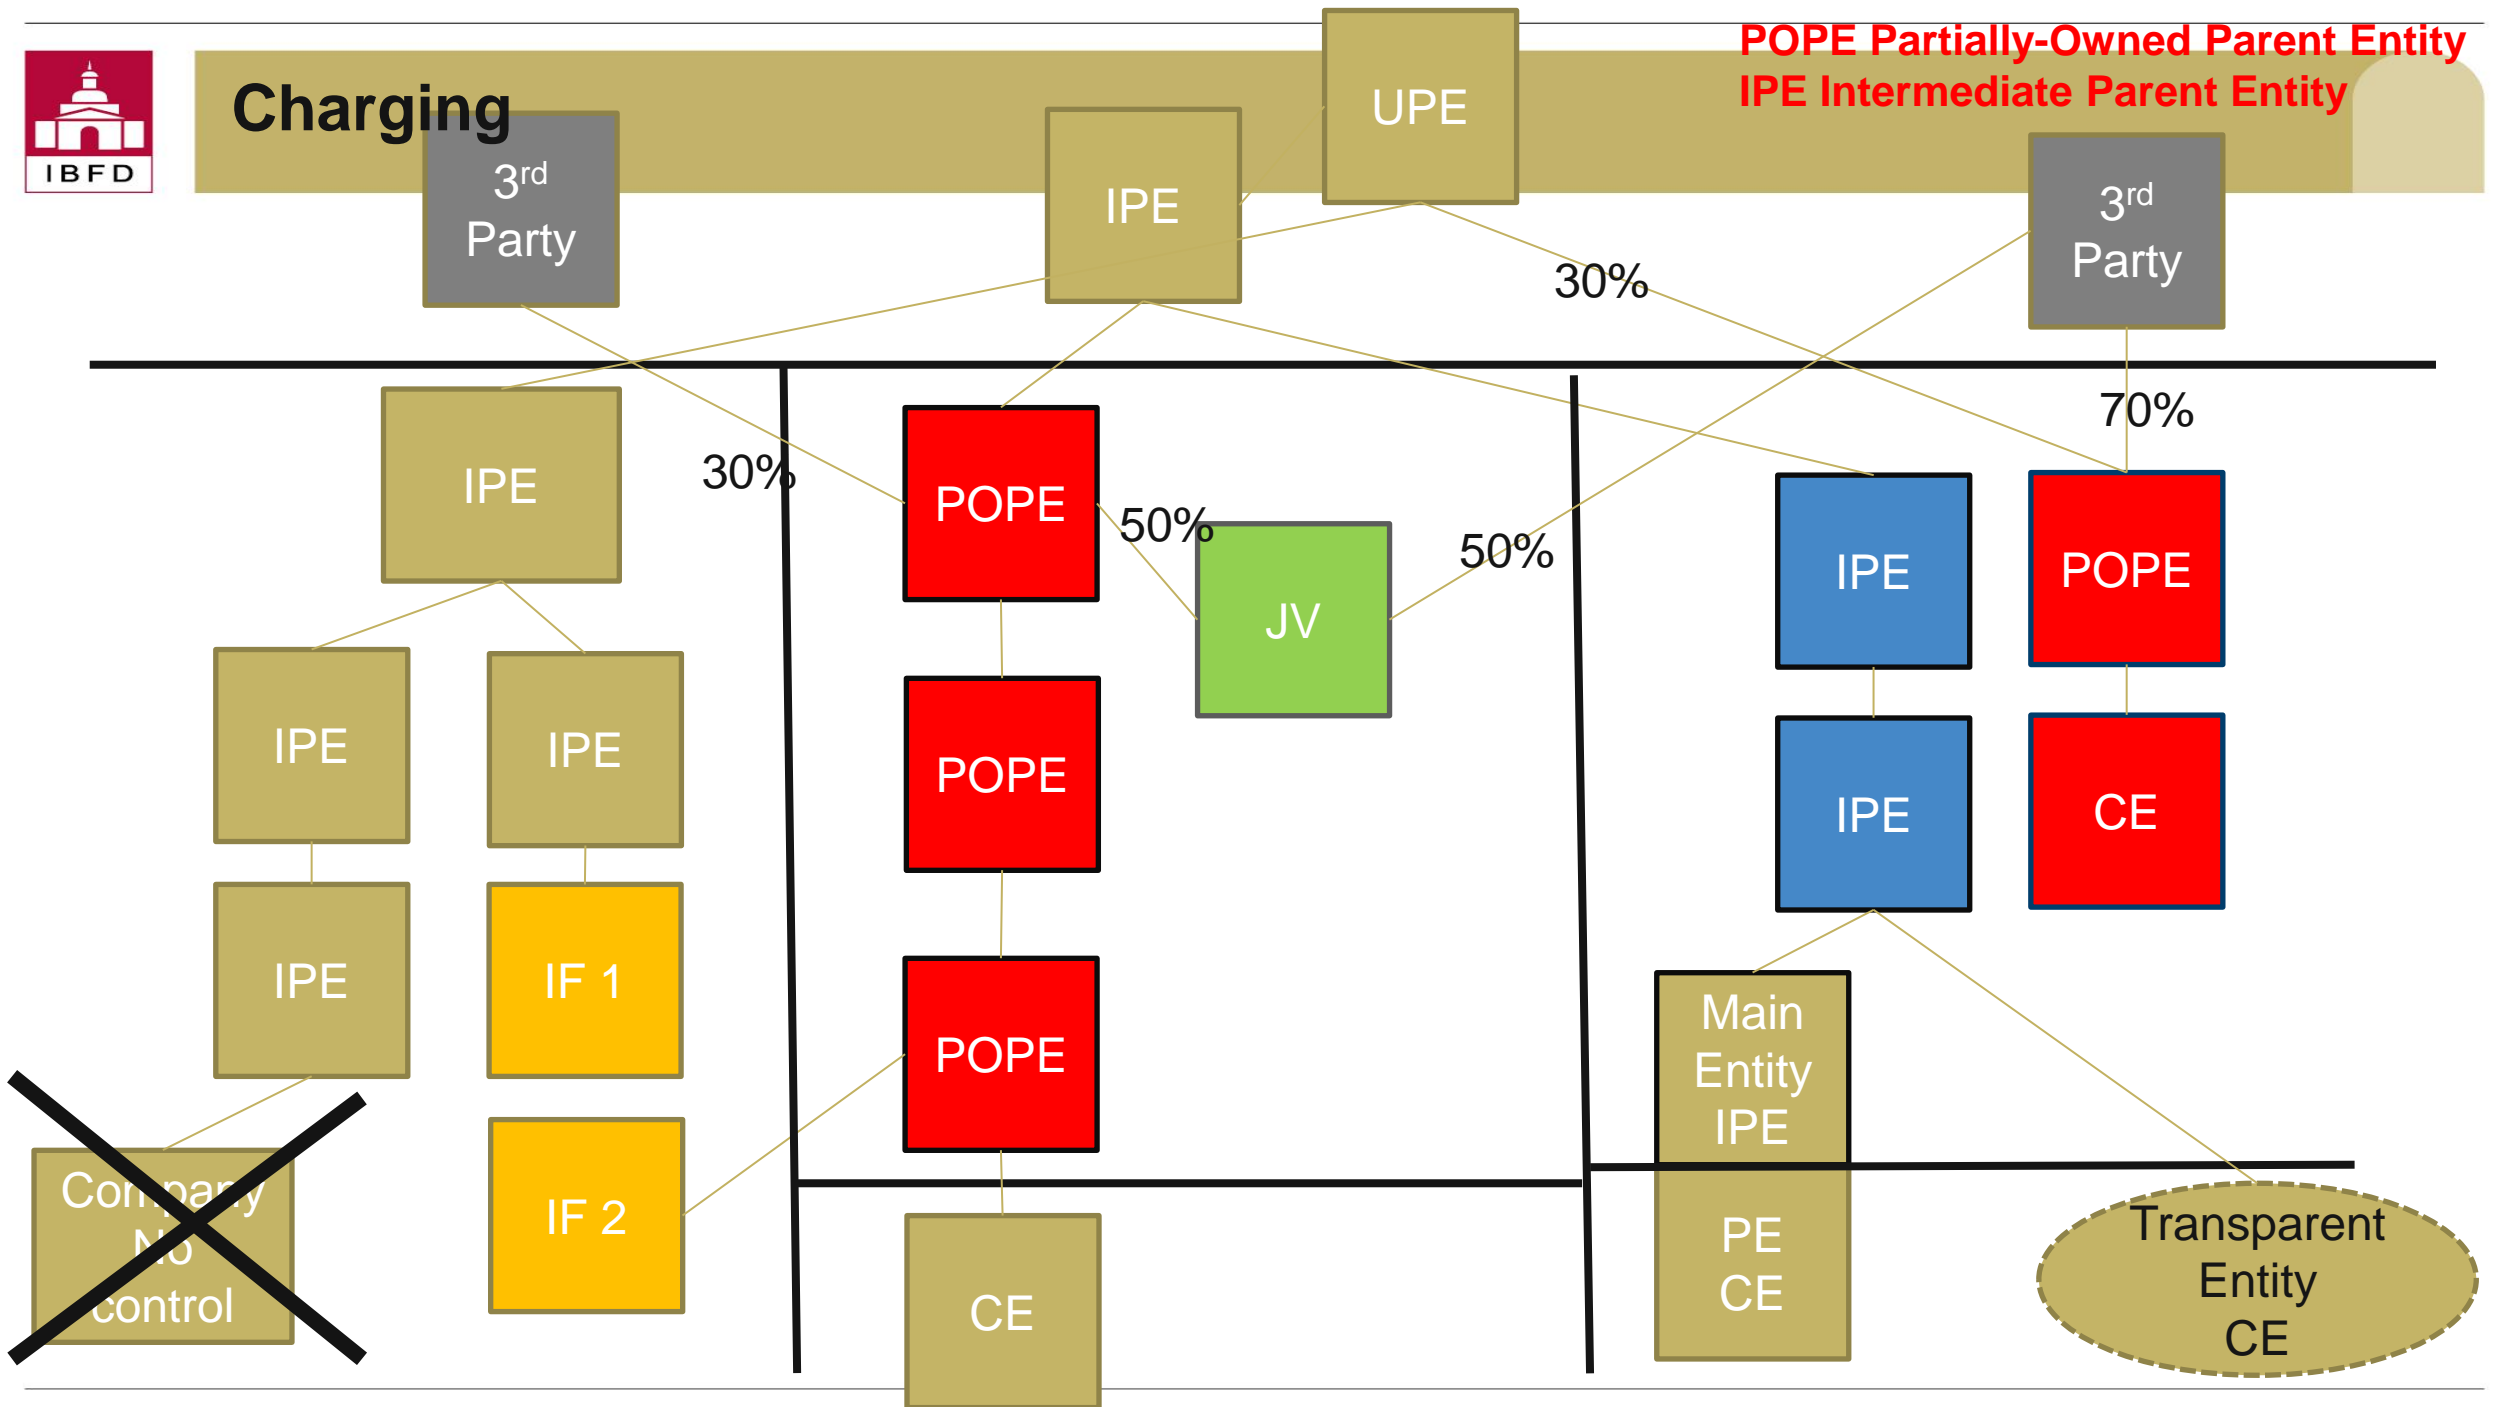 POPE Partially-Owned Parent Entity
IPE Intermediate Parent Entity
IBFD
Charging
UPE
IPE
3rd
Party
3rd
Party
30%
70%
IPE
30%
POPE
50%
50%
JV
IPE
POPE
IPE
IPE
POPE
IPE
CE
IPE
IF 1
POPE
Main
Entity
IPE
Company
No
control
IF 2
CE
PE
CE
Transparent
Entity
CE